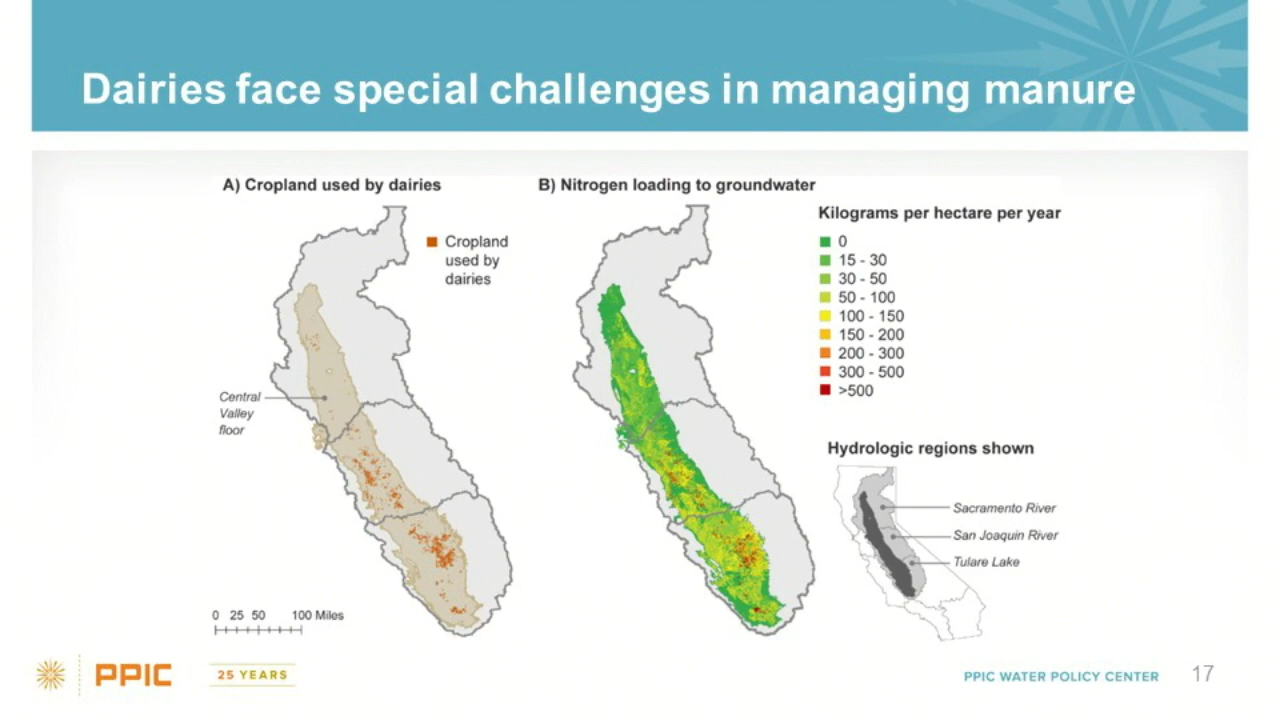 Dairies face special challenges in managing manure
A) Cropland used by dairies
Cropland
used by
dairies
Central
Valley
floor
0 25 50 100 Miles
B) Nitrogen loading to groundwater
Kilograms per hectare per year
0
15 - 30
30 - 50
50 - 100
100 - 150
150 - 200
200 - 300
300 - 500
>500
Hydrologic regions shown
Sacramento River
San Joaquin River
Tulare Lake
PPIC
25 YEARS
PPIC WATER POLICY CENTER
17